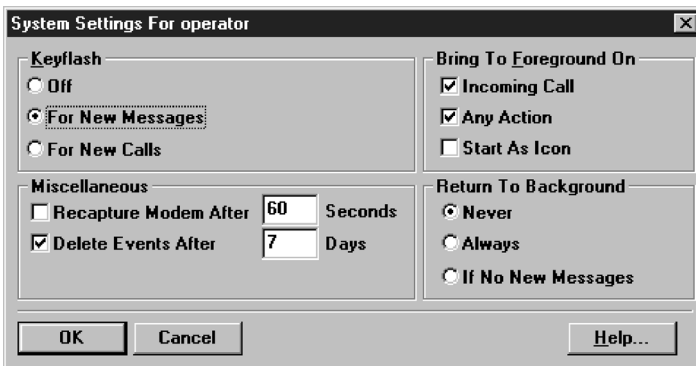 System Settings For operator
Keyflash
Off
For New Messages
For New Calls
Bring To Foreground On
Incoming Call
Any Action
Start As Icon
Miscellaneous
Recapture Modem After 60 Seconds
Delete Events After 7 Days
Return To Background
Never
Always
If No New Messages
OK Cancel Help...